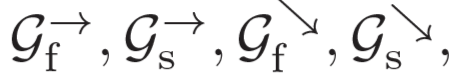 𝒢_f^→, 𝒢_s^→, 𝒢_f^↘, 𝒢_s^↘,